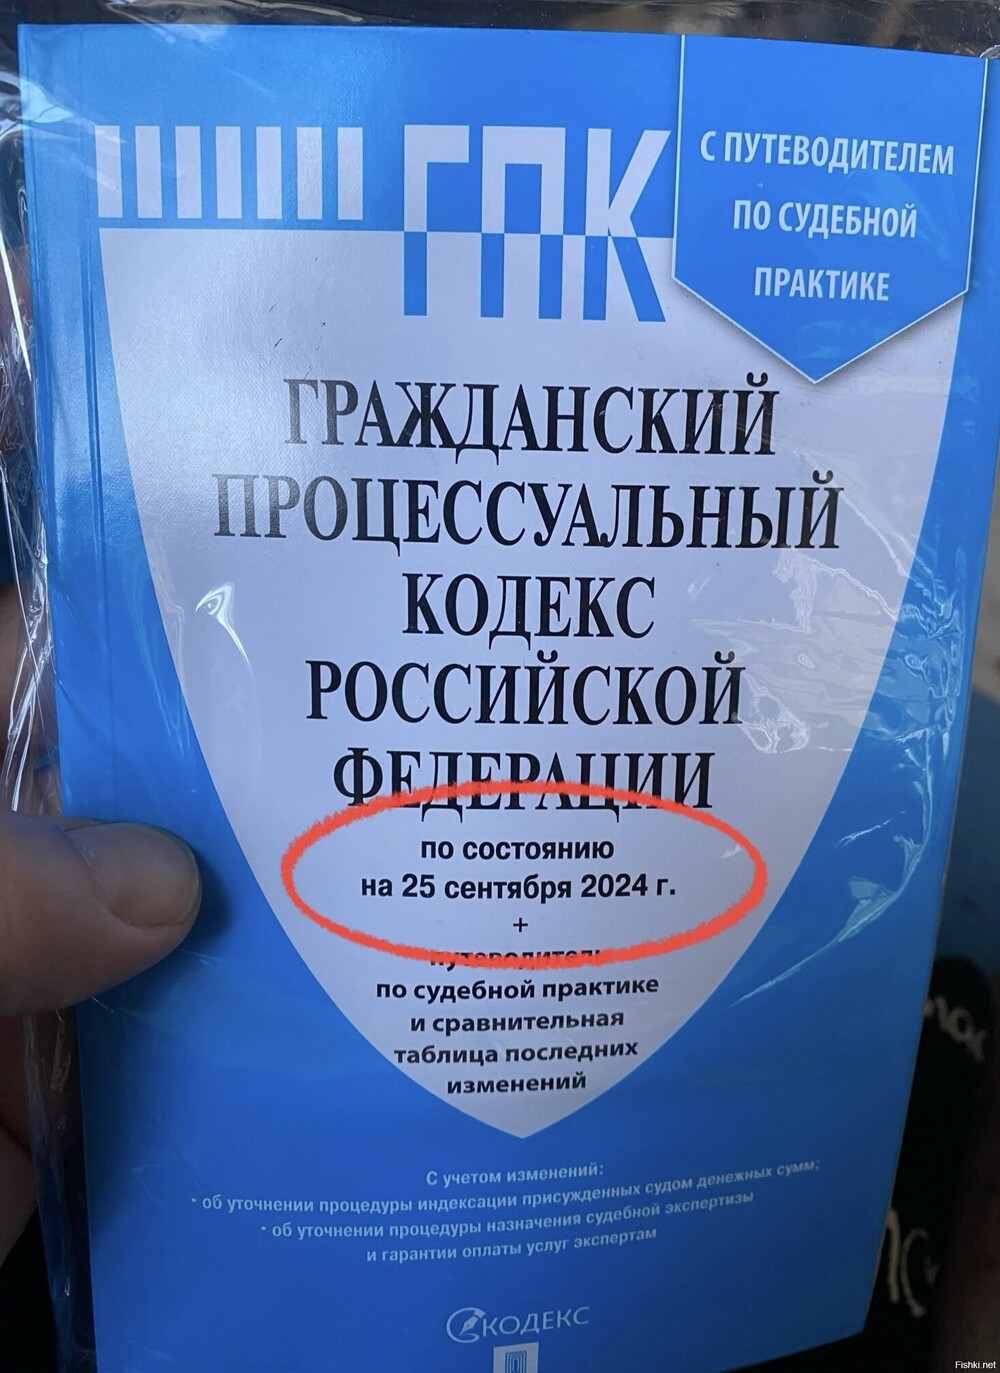 ГПК
С ПУТЕВОДИТЕЛЕМ
ПО СУДЕБНОЙ
ПРАКТИКЕ
ГРАЖДАНСКИЙ
ПРОЦЕССУАЛЬНЫЙ
КОДЕКС
РОССИЙСКОЙ
ФЕДЕРАЦИИ
по состоянию
на 25 сентября 2024 г.
+
путеводитель
по судебной практике
и сравнительная
таблица последних
изменений
С учетом изменений:
• об уточнении процедуры индексации присужденных судом денежных сумм;
• об уточнении процедуры назначения судебной экспертизы
и гарантии оплаты услуг экспертам
КОДЕКС
Fishki.net